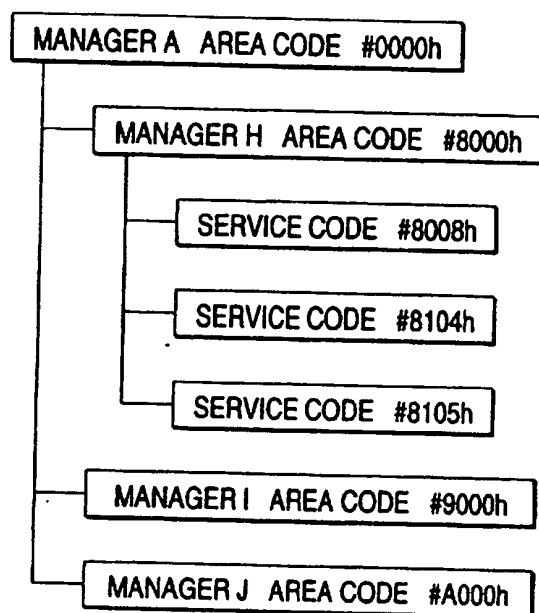 MANAGER A AREA CODE #0000h
MANAGER H AREA CODE #8000h
SERVICE CODE #8008h
SERVICE CODE #8104h
SERVICE CODE #8105h
MANAGER I AREA CODE #9000h
MANAGER J AREA CODE #A000h